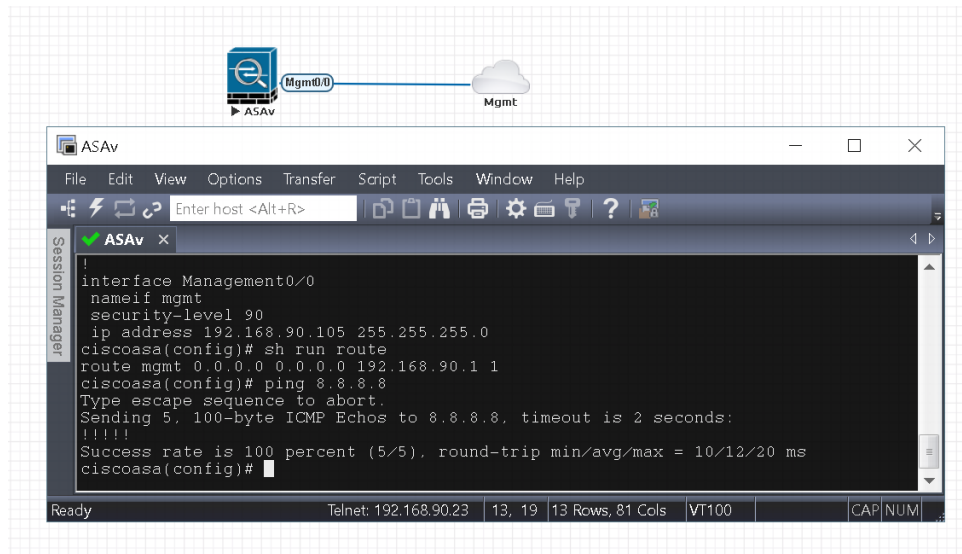 Mgmt0/0
ASAv
Mgmt
ASAv
File Edit View Options Transfer Script Tools Window Help
Enter host <Alt+R>
Session Manager
ASAv
!
interface Management0/0
nameif mgmt
security-level 90
ip address 192.168.90.105 255.255.255.0
ciscoasa(config)# sh run route
route mgmt 0.0.0.0 0.0.0.0 192.168.90.1 1
ciscoasa(config)# ping 8.8.8.8
Type escape sequence to abort.
Sending 5, 100-byte ICMP Echos to 8.8.8.8, timeout is 2 seconds:
!!!!!
Success rate is 100 percent (5/5), round-trip min/avg/max = 10/12/20 ms
ciscoasa(config)#
Ready Telnet: 192.168.90.23 13, 19 13 Rows, 81 Cols VT100 CAP NUM